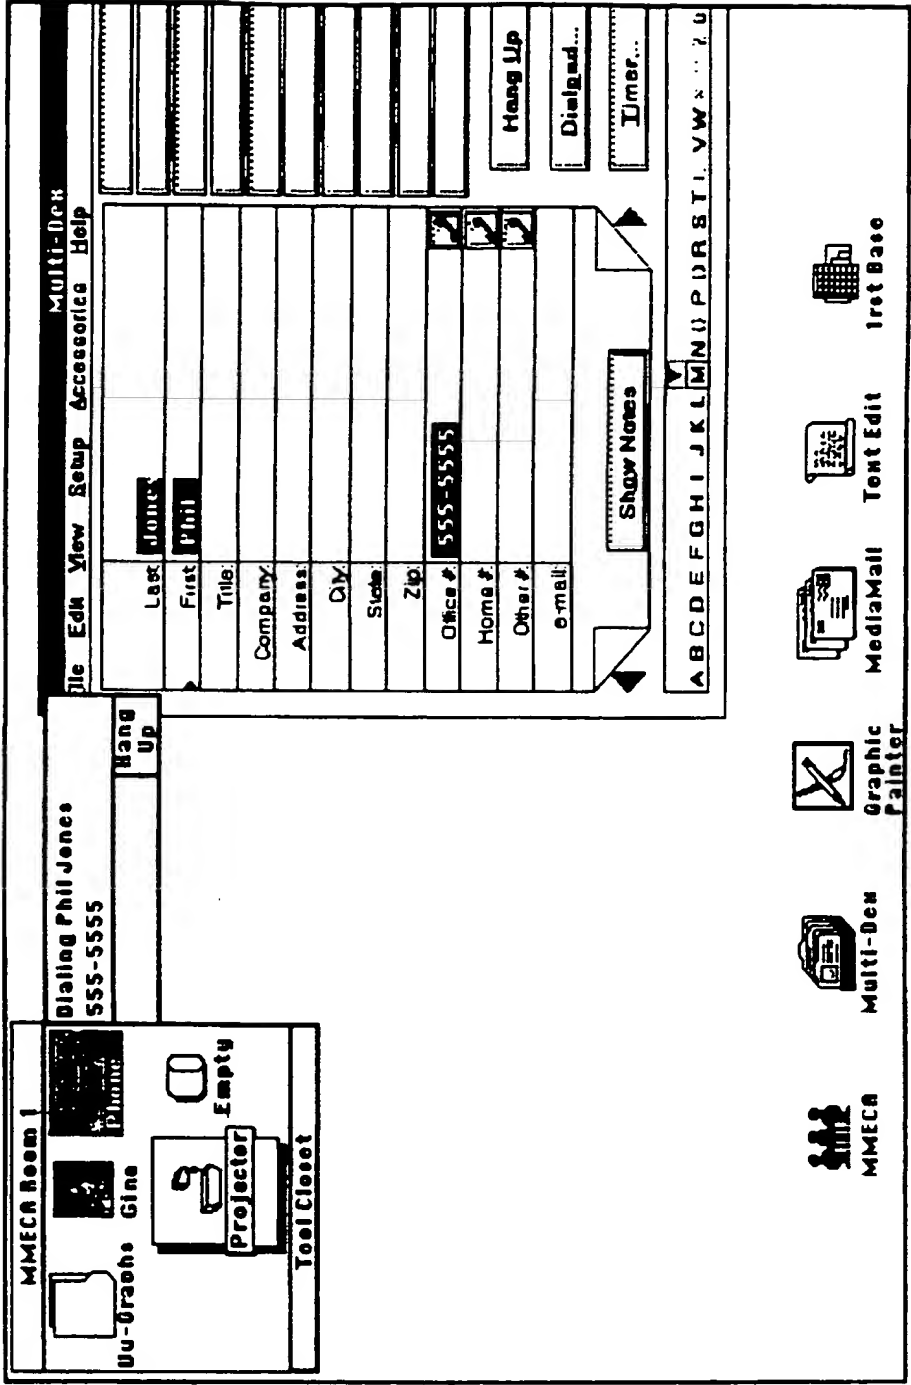 MMECA Room 1
Gina
Phone
Projector
Empty
Tool Closet
Dialing Phil Jones
555-5555
Hang
Up
Multi-Dex
Edit View Setup Accessories Help
Last: Jones
First: Phil
Title:
Company:
Address:
City:
State:
Zip:
Office #: 555-5555
Home #:
Other #:
e-mail:
Show Notes
Hang Up
Dialpad...
Timer...
A B C D E F G H I J K L M N O P Q R S T U V W X
MMECA
Multi-Dex
Graphic
Painter
MediaMail
Text Edit
Base